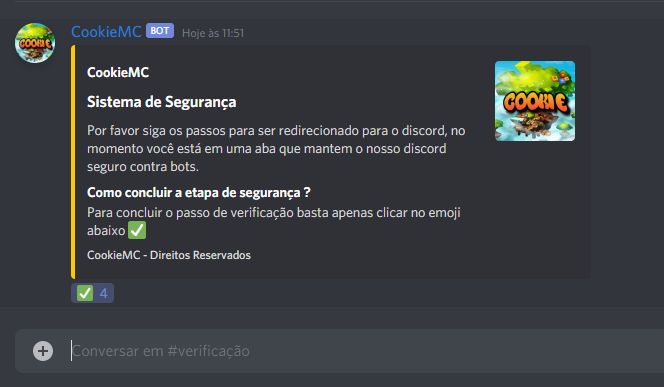 CookieMC BOT Hoje às 11:51
CookieMC
COOKIE
Sistema de Segurança
Por favor siga os passos para ser redirecionado para o discord, no
momento você está em uma aba que mantem o nosso discord
seguro contra bots.
Como concluir a etapa de segurança ?
Para concluir o passo de verificação basta apenas clicar no emoji
abaixo ✅
CookieMC - Direitos Reservados
✅ 4
Conversar em #verificação